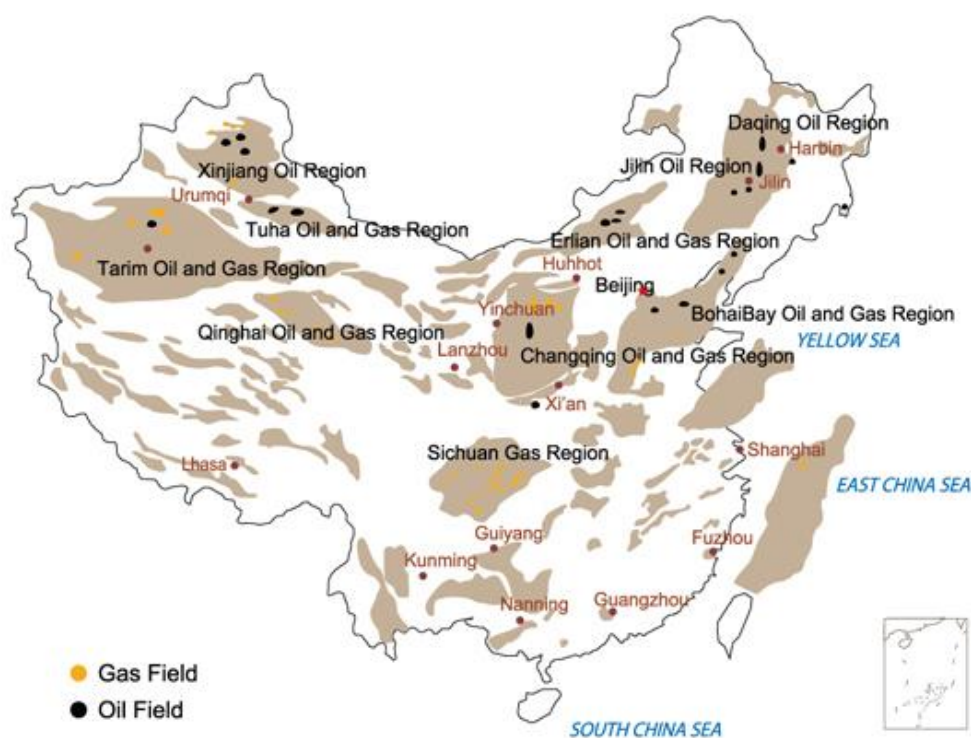 Daqing Oil Region
Harbin
Jilin Oil Region
Jilin
Xinjiang Oil Region
Urumqi
Tuha Oil and Gas Region
Erlian Oil and Gas Region
Tarim Oil and Gas Region
Huhhot
Beijing
Yinchuan
BohaiBay Oil and Gas Region
Qinghai Oil and Gas Region
YELLOW SEA
Lanzhou
Changqing Oil and Gas Region
Xi'an
Sichuan Gas Region
Shanghai
Lhasa
EAST CHINA SEA
Guiyang
Fuzhou
Kunming
Nanning
Guangzhou
Gas Field
Oil Field
SOUTH CHINA SEA